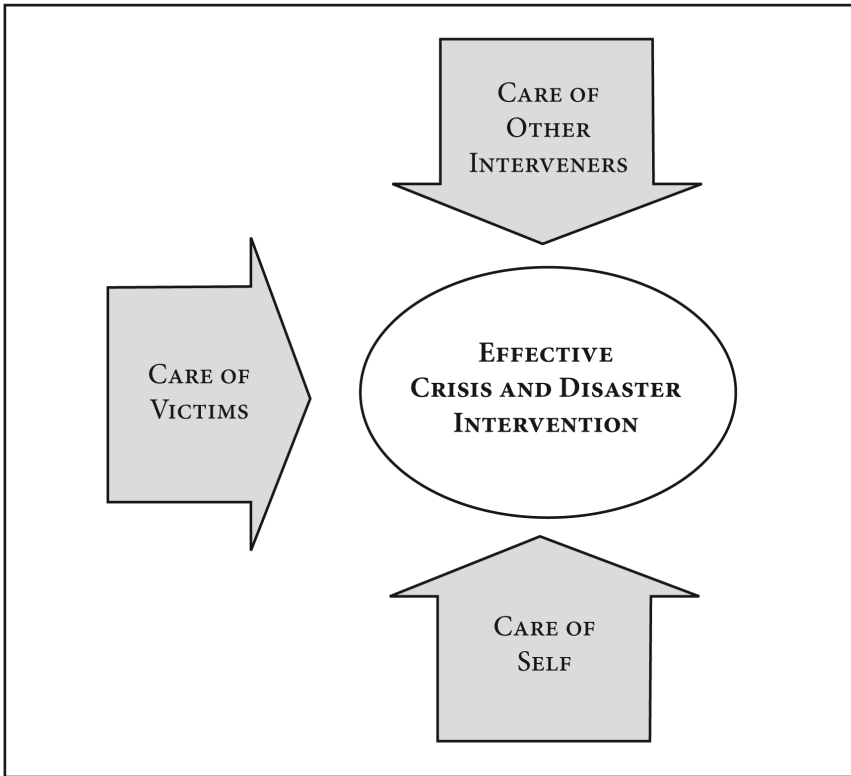 CARE OF
OTHER
INTERVENERS
CARE OF
VICTIMS
EFFECTIVE
CRISIS AND DISASTER
INTERVENTION
CARE OF
SELF